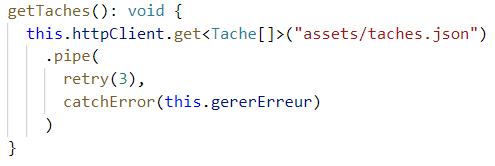 getTaches(): void {
this.httpClient.get<Tache[]>("assets/taches.json")
.pipe(
retry(3),
catchError(this.gererErreur)
)
}